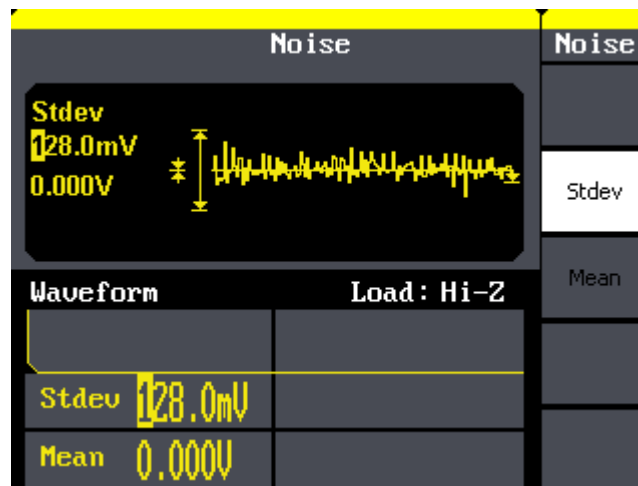 Noise
Noise
Stdev
128.0mV
0.000V
Stdev
Mean
Waveform Load: Hi-Z
Stdev 128.0mV
Mean 0.000V